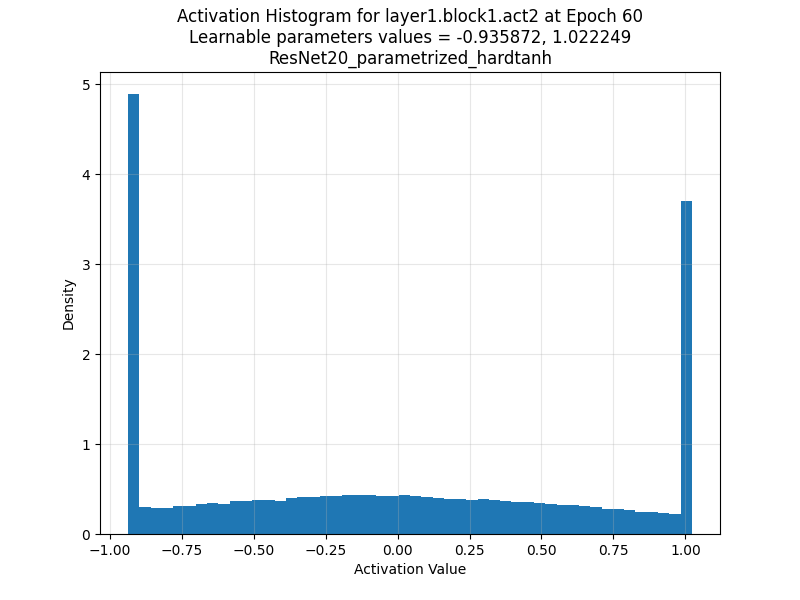 Activation Histogram for layer1.block1.act2 at Epoch 60
Learnable parameters values = -0.935872, 1.022249
ResNet20_parametrized_hardtanh
5
4
3
2
1
0
Density
−1.00 −0.75 −0.50 −0.25 0.00 0.25 0.50 0.75 1.00
Activation Value